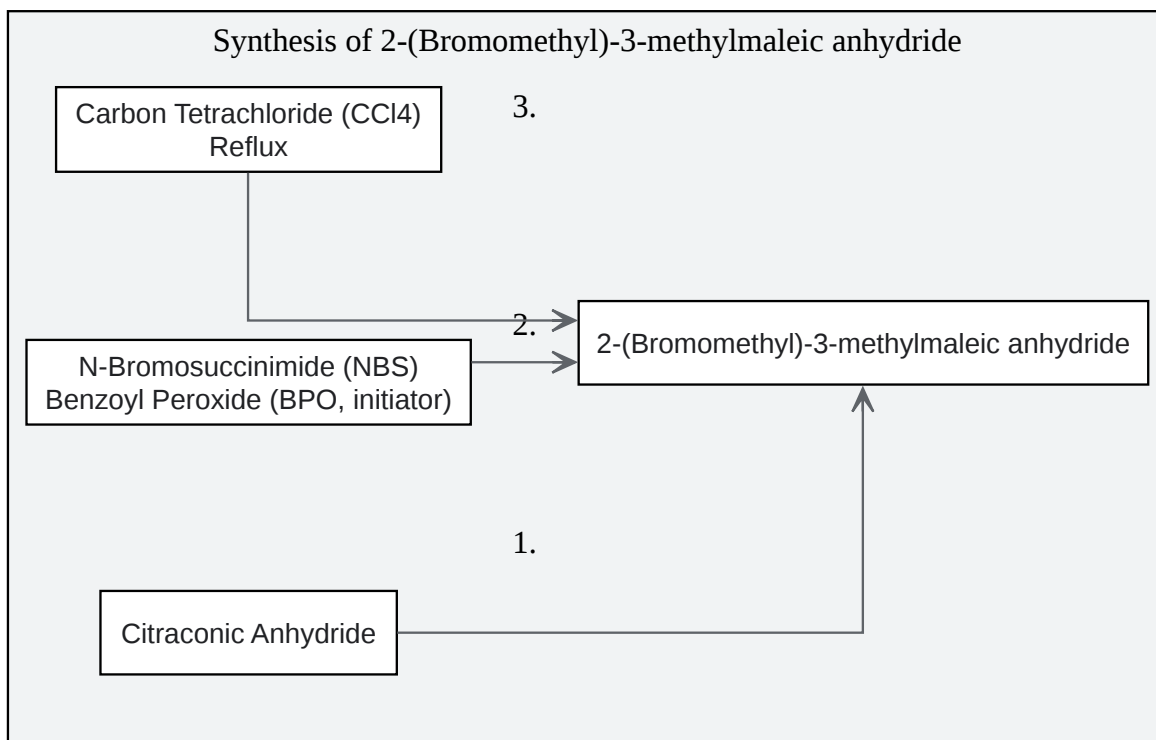 Synthesis of 2-(Bromomethyl)-3-methylmaleic anhydride
Carbon Tetrachloride (CCl4)
Reflux
3.
2.
2-(Bromomethyl)-3-methylmaleic anhydride
N-Bromosuccinimide (NBS)
Benzoyl Peroxide (BPO, initiator)
1.
Citraconic Anhydride